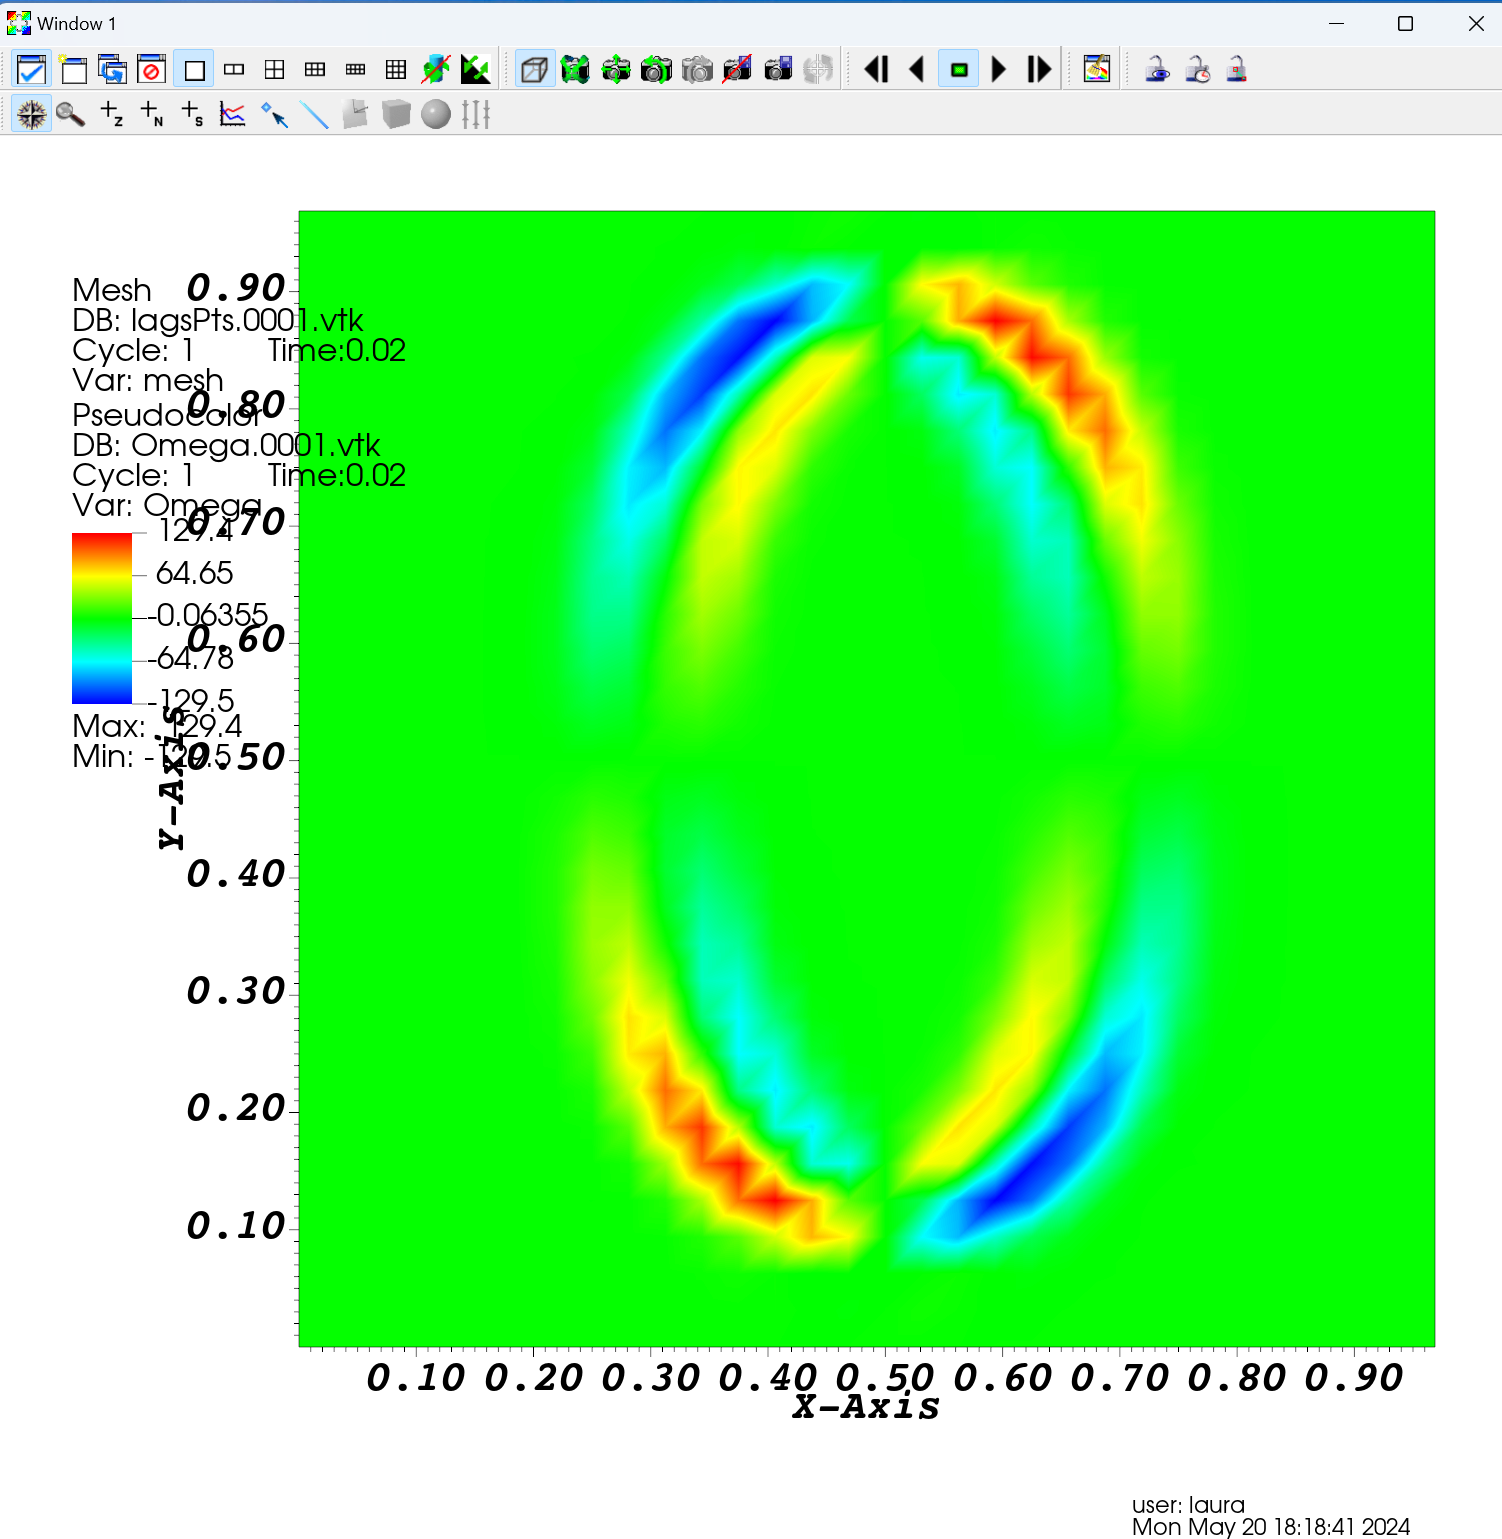 Window 1
Z
N
S
Mesh
DB: lagsPts.0001.vtk
Cycle: 1 Time:0.02
Var: mesh
Pseudocolor
DB: Omega.0001.vtk
Cycle: 1 Time:0.02
Var: Omega
129.4
64.65
-0.06355
-64.78
-129.5
Max: 129.4
Min: -129.5
0.90
0.80
0.70
0.60
0.50
0.40
0.30
0.20
0.10
Y-Axis
0.10 0.20 0.30 0.40 0.50 0.60 0.70 0.80 0.90
X-Axis
user: laura
Mon May 20 18:18:41 2024